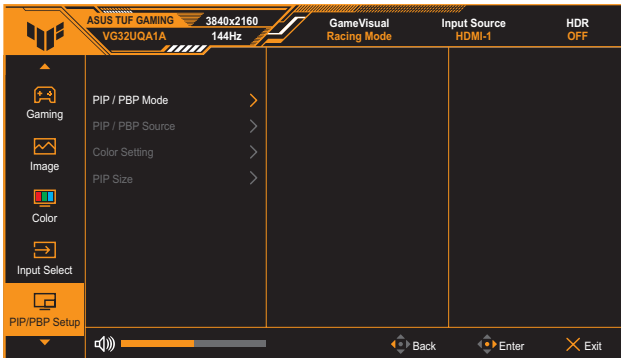 ASUS TUF GAMING 3840x2160 GameVisual Input Source HDR
VG32UQA1A 144Hz Racing Mode HDMI-1 OFF
Gaming
Image
Color
Input Select
PIP/PBP Setup
PIP / PBP Mode
PIP / PBP Source
Color Setting
PIP Size
Back Enter Exit